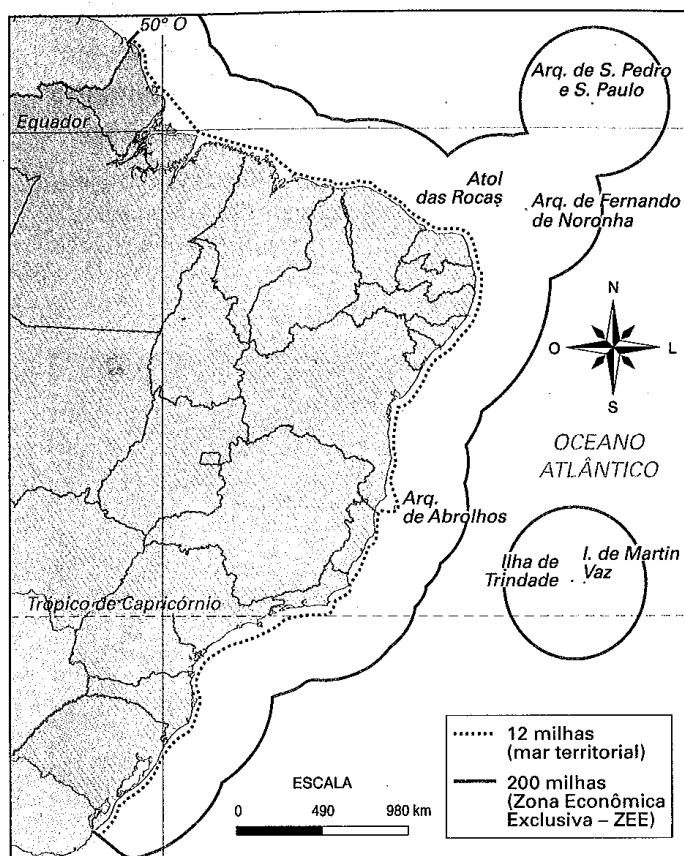 50° O
Arq. de S. Pedro
e S. Paulo
Equador
Atol
das Rocas
Arq. de Fernando
de Noronha
N
O
L
S
OCEANO
ATLÂNTICO
Arq.
de Abrolhos
Ilha de
Trindade
I. de Martin
Vaz
Trópico de Capricórnio
12 milhas
(mar territorial)
200 milhas
(Zona Econômica
Exclusiva – ZEE)
ESCALA
0 490 980 km